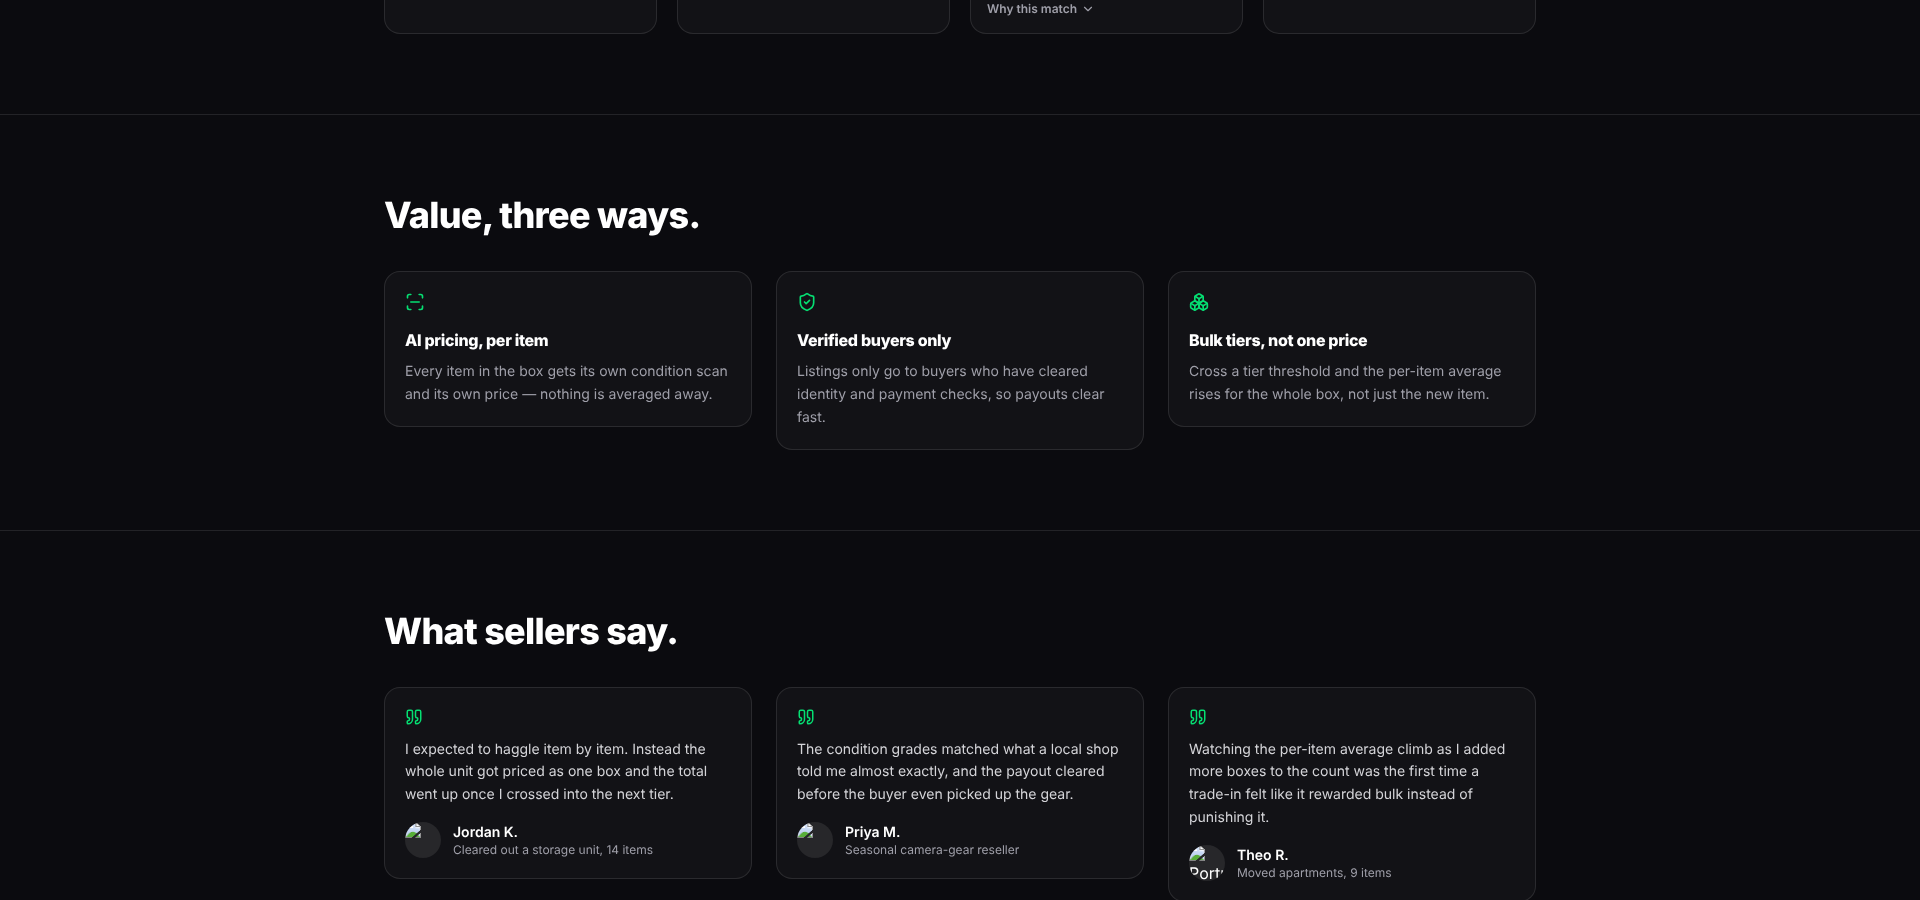 Why this match
Value, three ways.
AI pricing, per item
Every item in the box gets its own condition scan
and its own price — nothing is averaged away.
Verified buyers only
Listings only go to buyers who have cleared
identity and payment checks, so payouts clear
fast.
Bulk tiers, not one price
Cross a tier threshold and the per-item average
rises for the whole box, not just the new item.
What sellers say.
I expected to haggle item by item. Instead the
whole unit got priced as one box and the total
went up once I crossed into the next tier.
Jordan K.
Cleared out a storage unit, 14 items
The condition grades matched what a local shop
told me almost exactly, and the payout cleared
before the buyer even picked up the gear.
Priya M.
Seasonal camera-gear reseller
Watching the per-item average climb as I added
more boxes to the count was the first time a
trade-in felt like it rewarded bulk instead of
punishing it.
Theo R.
Moved apartments, 9 items